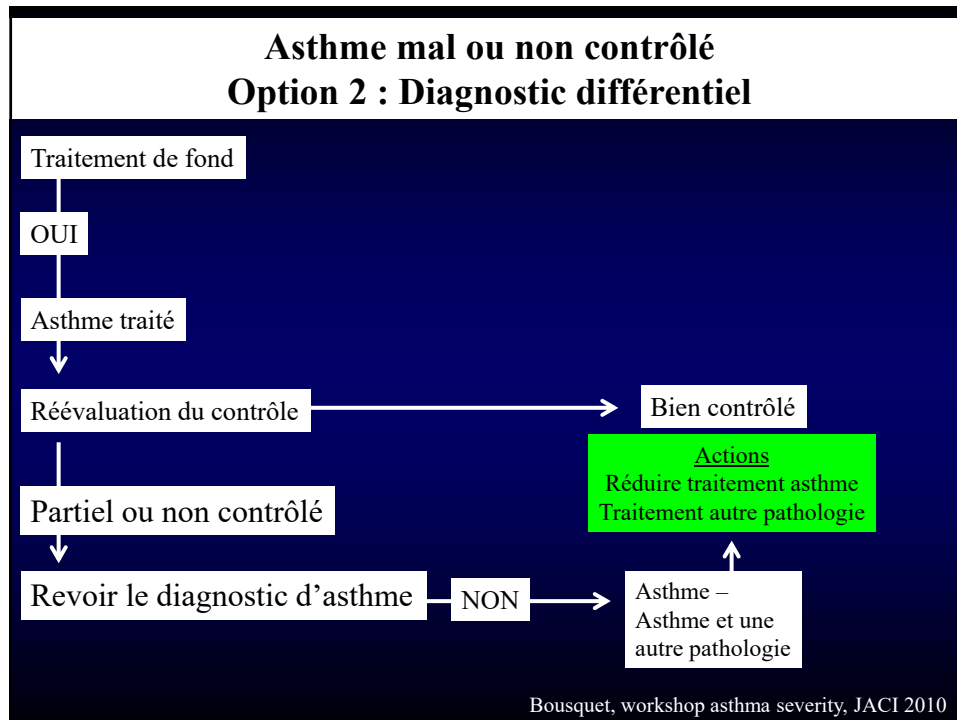 Asthme mal ou non contrôlé
Option 2 : Diagnostic différentiel
Traitement de fond
OUI
Asthme traité
Réévaluation du contrôle
Bien contrôlé
Actions
Réduire traitement asthme
Traitement autre pathologie
Partiel ou non contrôlé
Revoir le diagnostic d’asthme
NON
Asthme –
Asthme et une
autre pathologie
Bousquet, workshop asthma severity, JACI 2010